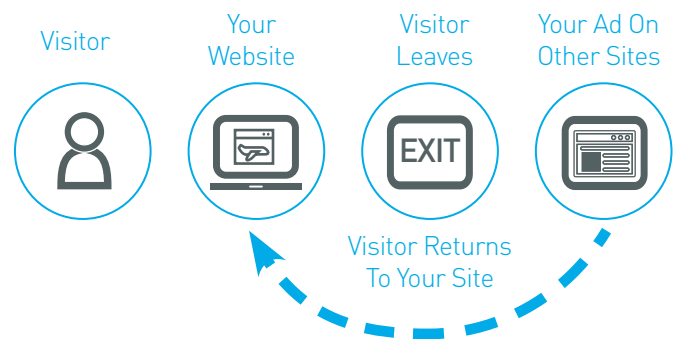 Visitor
Your
Website
Visitor
Leaves
Your Ad On
Other Sites
EXIT
Visitor Returns
To Your Site